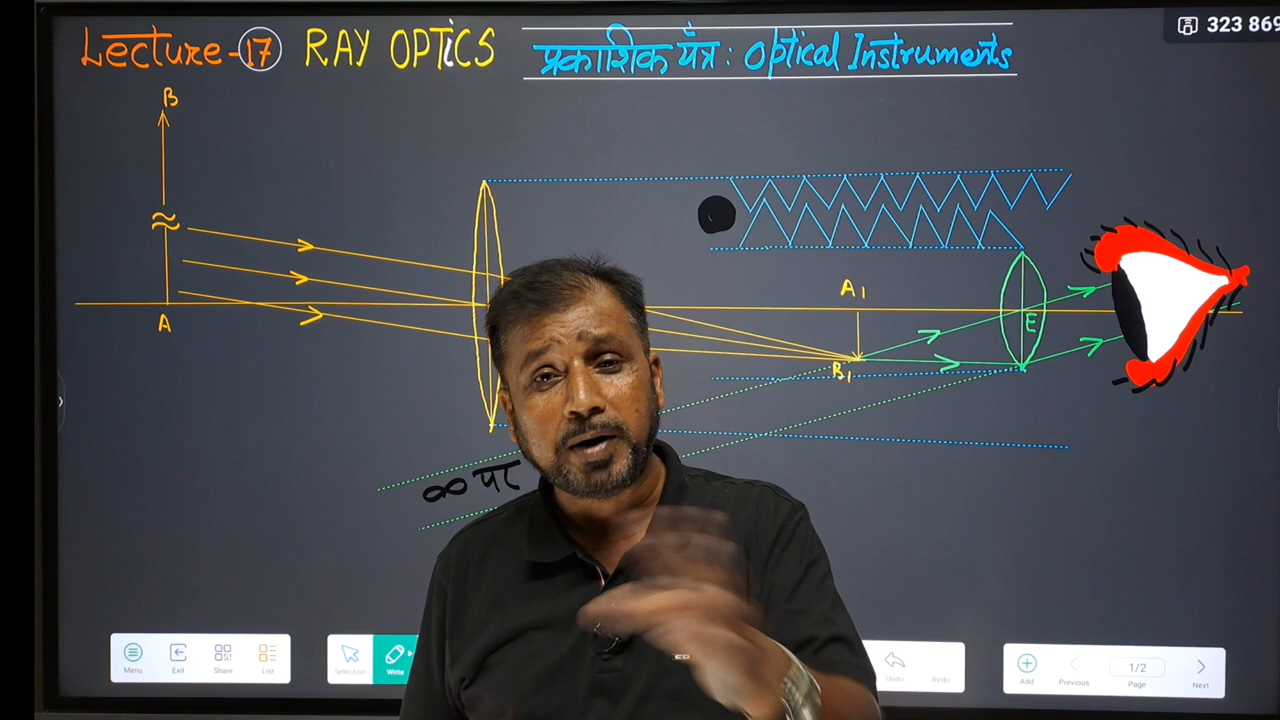 Lecture-17 RAY OPTiCS प्रकाशिक यँत्र: Optical Instruments
323 869
B
A
A1
B1
E
∞ पर
Menu Exit Share List
Selection Write
Undo Redo
Add Previous 1/2 Page Next